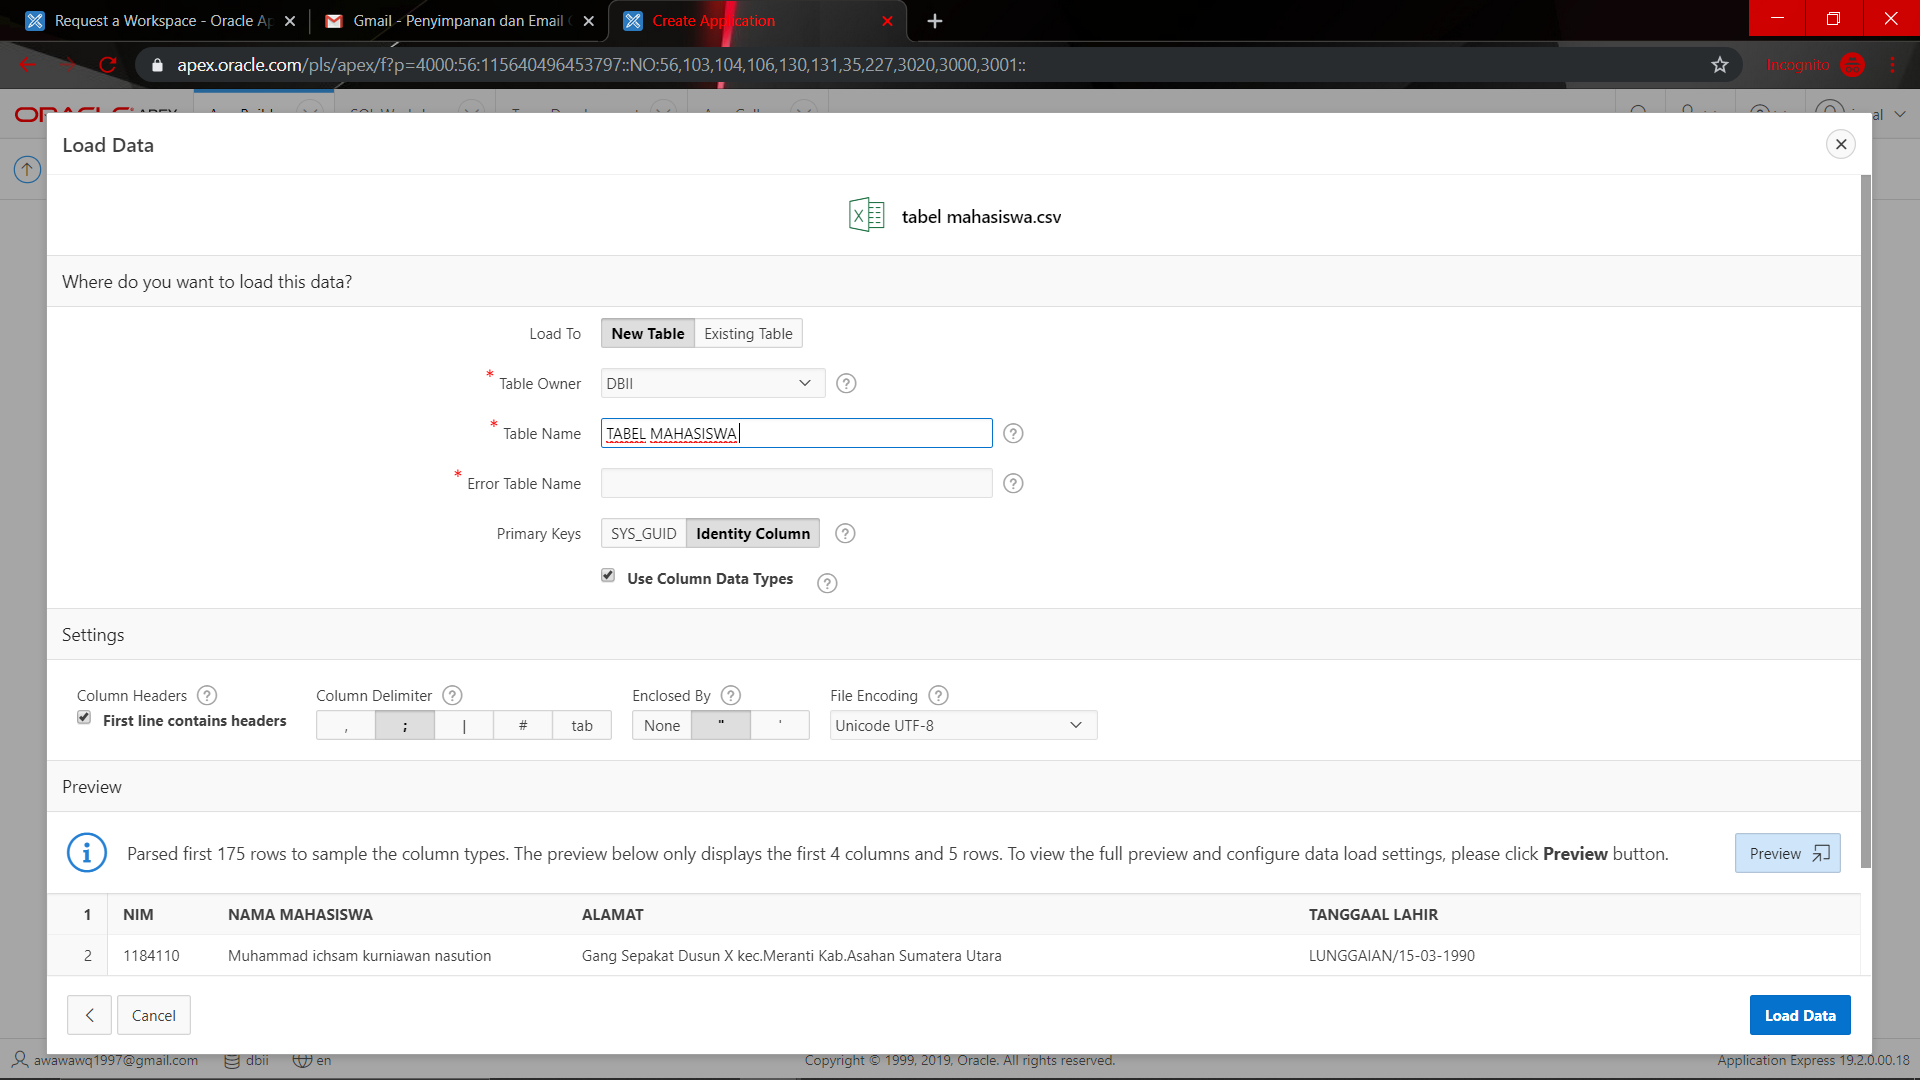 Request a Workspace - Oracle Ap
Gmail - Penyimpanan dan Email
Create Application
apex.oracle.com/pls/apex/f?p=4000:56:115640496453797::NO:56,103,104,106,130,131,35,227,3020,3000,3001::
Incognito
Load Data
tabel mahasiswa.csv
Where do you want to load this data?
Load To New Table Existing Table
* Table Owner DBII
* Table Name TABEL MAHASISWA
* Error Table Name
Primary Keys SYS_GUID Identity Column
Use Column Data Types
Settings
Column Headers Column Delimiter Enclosed By File Encoding
First line contains headers , ; | # tab None " ' Unicode UTF-8
Preview
Parsed first 175 rows to sample the column types. The preview below only displays the first 4 columns and 5 rows. To view the full preview and configure data load settings, please click Preview button.
Preview
1 NIM NAMA MAHASISWA ALAMAT TANGGAAL LAHIR
2 1184110 Muhammad ichsam kurniawan nasution Gang Sepakat Dusun X kec.Meranti Kab.Asahan Sumatera Utara LUNGGAIAN/15-03-1990
Cancel Load Data
awawawq1997@gmail.com dbii en Copyright © 1999, 2019, Oracle. All rights reserved. Application Express 19.2.0.00.18